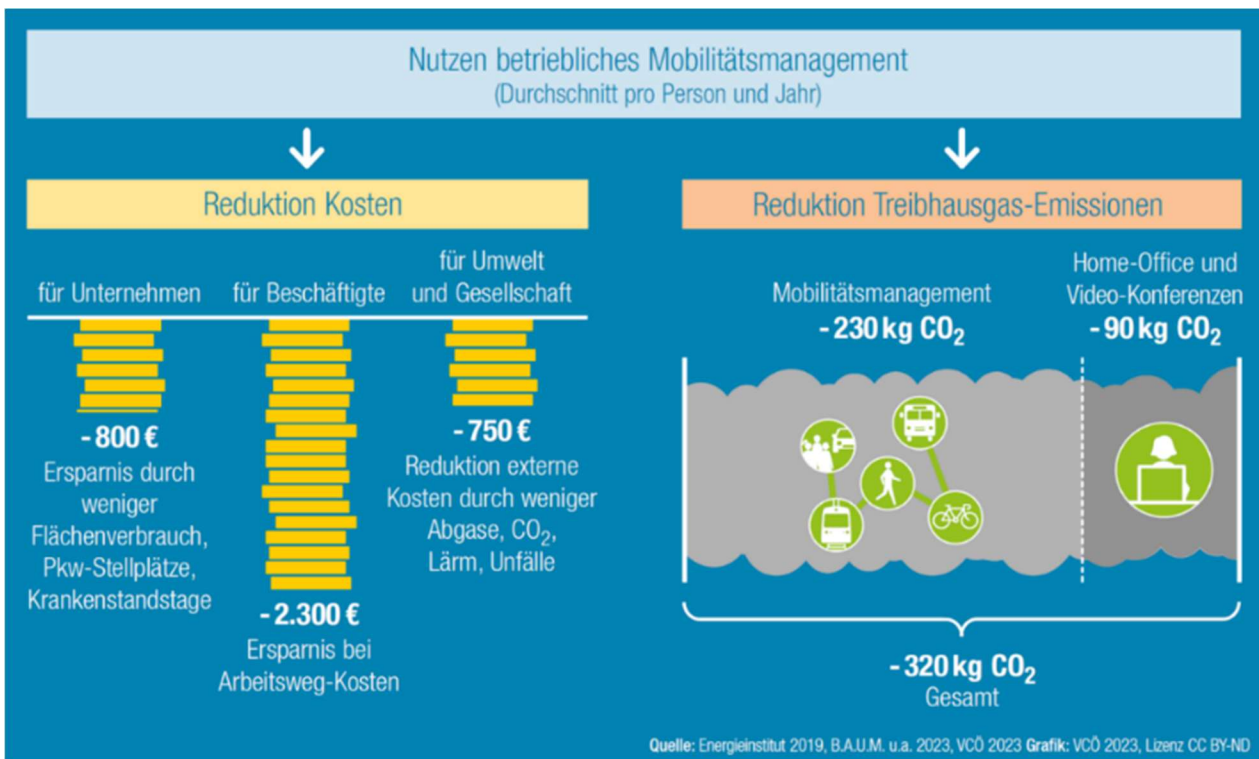 Nutzen betriebliches Mobilitätsmanagement
(Durchschnitt pro Person und Jahr)
Reduktion Kosten
für Unternehmen
für Beschäftigte
für Umwelt
und Gesellschaft
-800 €
Ersparnis durch
weniger
Flächenverbrauch,
Pkw-Stellplätze,
Krankenstandstage
-2.300 €
Ersparnis bei
Arbeitsweg-Kosten
-750 €
Reduktion externe
Kosten durch weniger
Abgase, CO₂,
Lärm, Unfälle
Reduktion Treibhausgas-Emissionen
Mobilitätsmanagement
-230 kg CO₂
Home-Office und
Video-Konferenzen
-90 kg CO₂
-320 kg CO₂
Gesamt
Quelle: Energieinstitut 2019, B.A.U.M. u.a. 2023, VCÖ 2023 Grafik: VCÖ 2023, Lizenz CC BY-ND